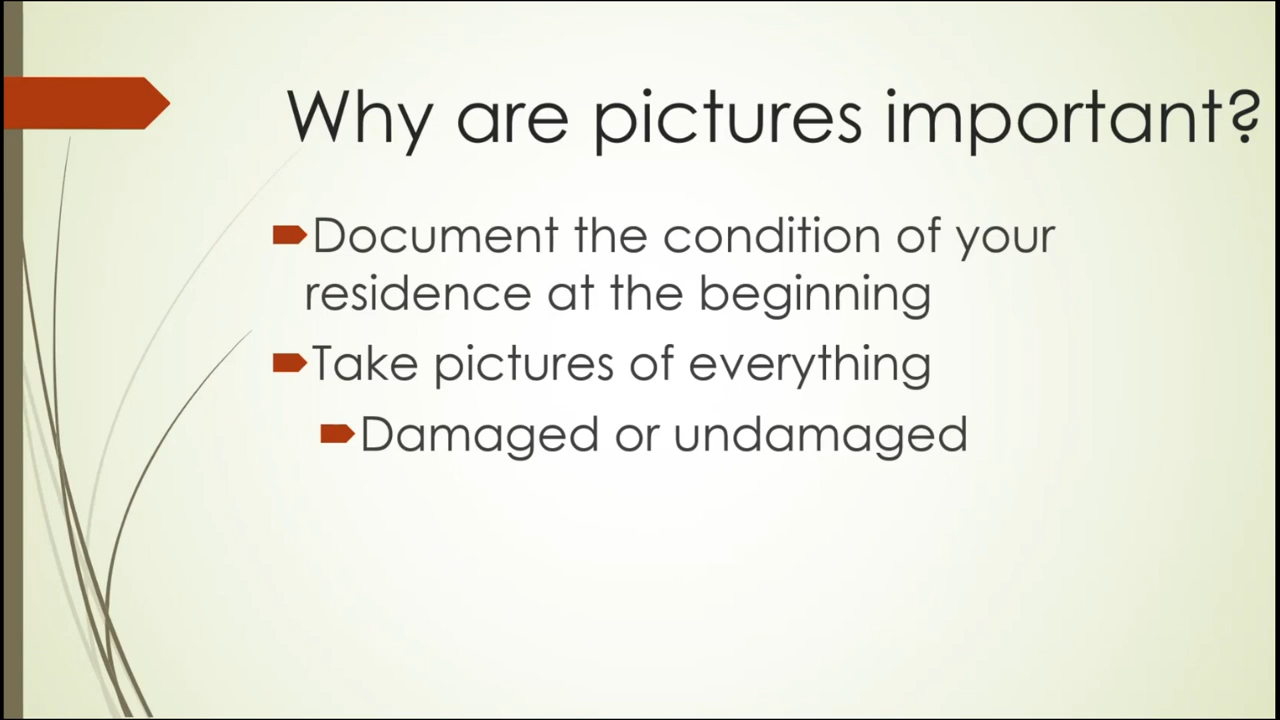 Why are pictures important?
Document the condition of your
residence at the beginning
Take pictures of everything
Damaged or undamaged